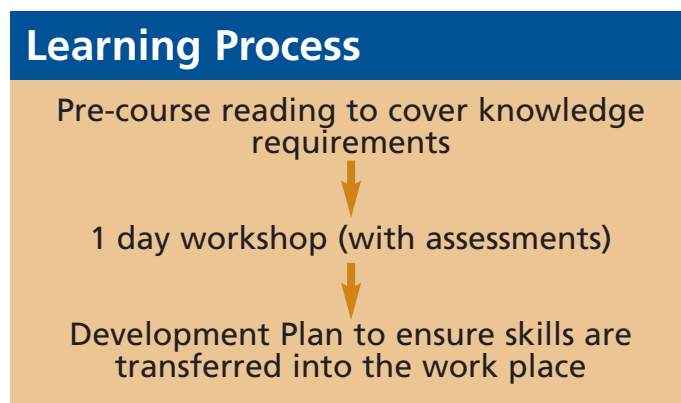 Learning Process
Pre-course reading to cover knowledge
requirements
1 day workshop (with assessments)
Development Plan to ensure skills are
transferred into the work place